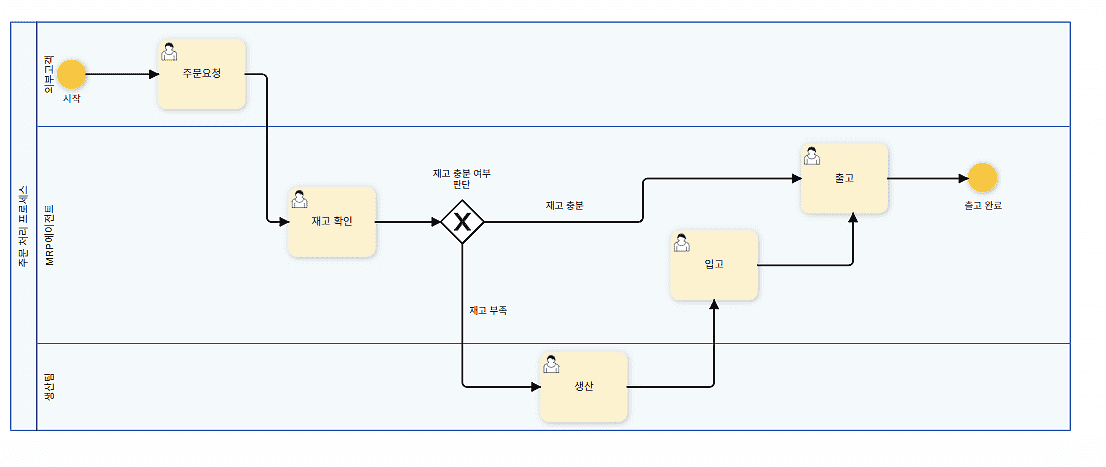 주문 처리 프로세스
외부고객
시작
주문요청
MRP에이전트
재고 확인
재고 충분 여부
판단
재고 충분
재고 부족
출고
출고 완료
입고
생산팀
생산